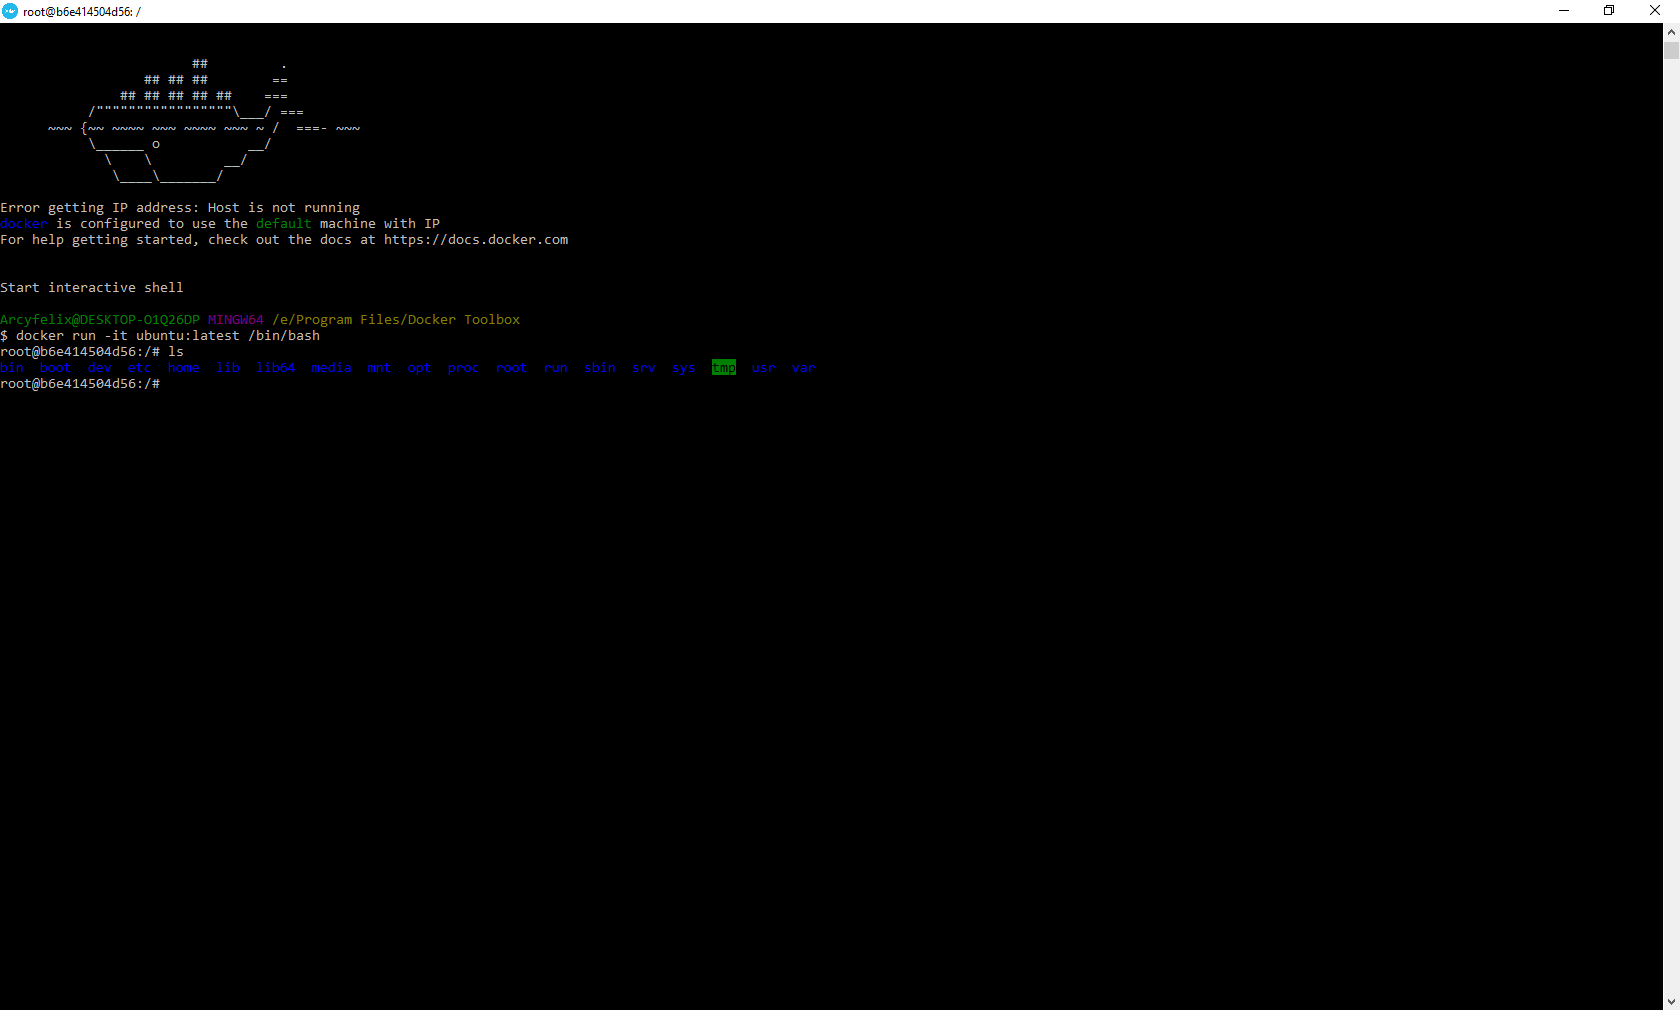 root@b6e414504d56: /
                        ##         .
                  ## ## ##        ==
               ## ## ## ## ##    ===
           /"""""""""""""""""\___/ ===
      ~~~ {~~ ~~~~ ~~~ ~~~~ ~~~ ~ /  ===- ~~~
           \______ o           __/
             \    \         __/
              \____\_______/
Error getting IP address: Host is not running
docker is configured to use the default machine with IP
For help getting started, check out the docs at https://docs.docker.com
Start interactive shell
Arcyfelix@DESKTOP-O1Q26DP MINGW64 /e/Program Files/Docker Toolbox
$ docker run -it ubuntu:latest /bin/bash
root@b6e414504d56:/# ls
bin  boot  dev  etc  home  lib  lib64  media  mnt  opt  proc  root  run  sbin  srv  sys  tmp  usr  var
root@b6e414504d56:/#